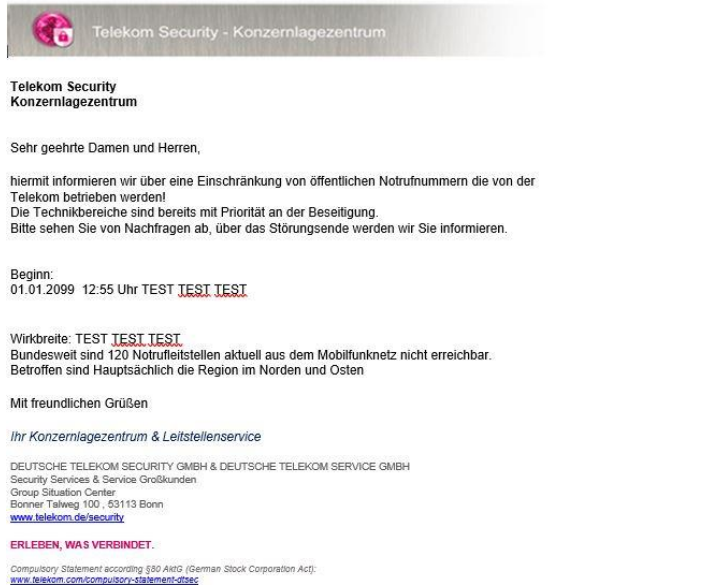 Telekom Security - Konzernlagezentrum
Telekom Security
Konzernlagezentrum
Sehr geehrte Damen und Herren,
hiermit informieren wir über eine Einschränkung von öffentlichen Notrufnummern die von der
Telekom betrieben werden!
Die Technikbereiche sind bereits mit Priorität an der Beseitigung.
Bitte sehen Sie von Nachfragen ab, über das Störungsende werden wir Sie informieren.
Beginn:
01.01.2099 12:55 Uhr TEST TEST TEST
Wirkbreite: TEST TEST TEST
Bundesweit sind 120 Notrufleitstellen aktuell aus dem Mobilfunknetz nicht erreichbar.
Betroffen sind Hauptsächlich die Region im Norden und Osten
Mit freundlichen Grüßen
Ihr Konzernlagezentrum & Leitstellenservice
DEUTSCHE TELEKOM SECURITY GMBH & DEUTSCHE TELEKOM SERVICE GMBH
Security Services & Service Großkunden
Group Situation Center
Bonner Talweg 100 , 53113 Bonn
www.telekom.de/security
ERLEBEN, WAS VERBINDET.
Compulsory Statement according §80 AktG (German Stock Corporation Act):
www.telekom.com/compulsory-statement-dtsec